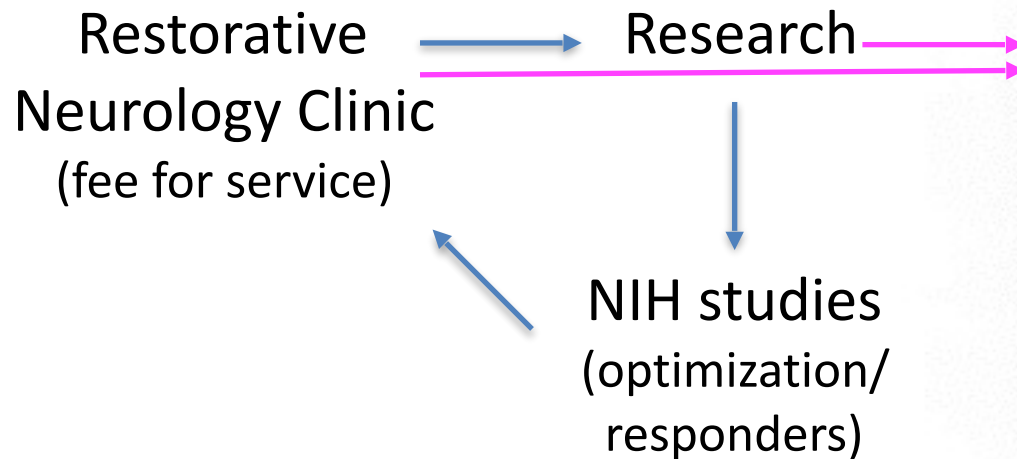 Restorative
Neurology Clinic
(fee for service)
Research
NIH studies
(optimization/
responders)